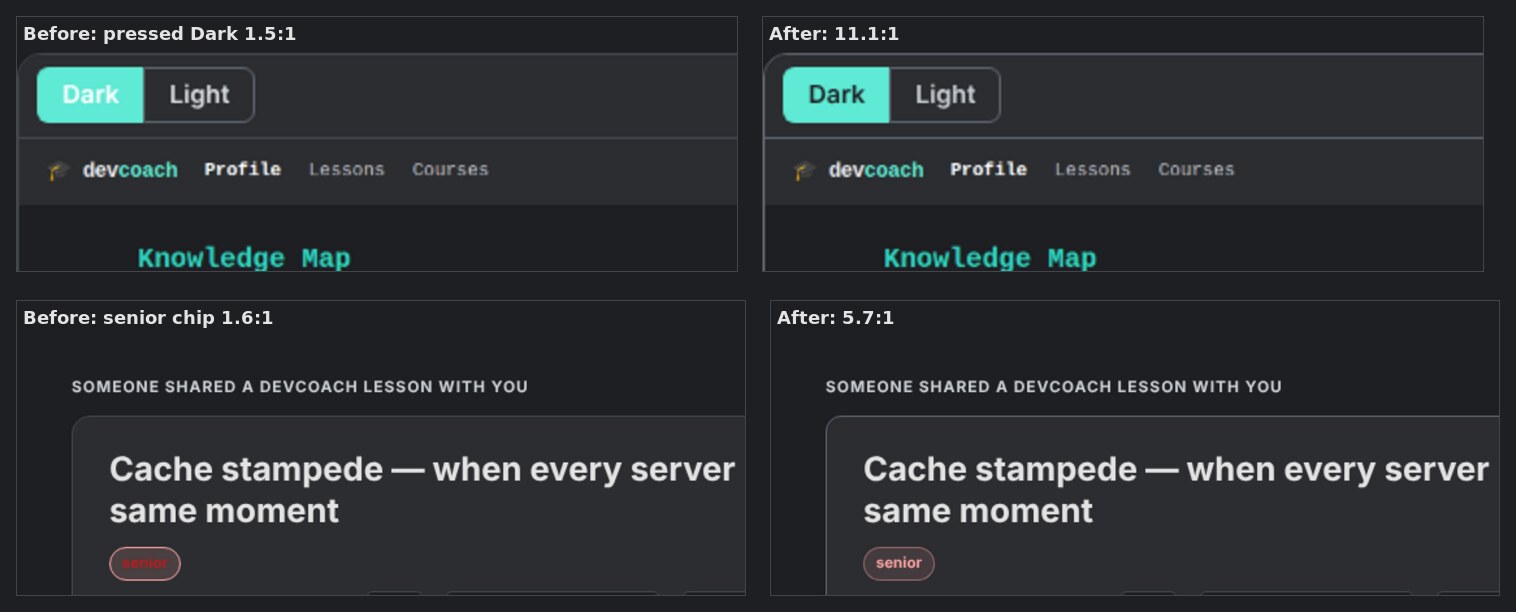 Before: pressed Dark 1.5:1
Dark Light
devcoach Profile Lessons Courses
Knowledge Map
After: 11.1:1
Dark Light
devcoach Profile Lessons Courses
Knowledge Map
Before: senior chip 1.6:1
SOMEONE SHARED A DEVCOACH LESSON WITH YOU
Cache stampede — when every server
same moment
senior
After: 5.7:1
SOMEONE SHARED A DEVCOACH LESSON WITH YOU
Cache stampede — when every server
same moment
senior